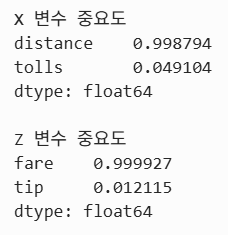 X 변수 중요도
distance    0.998794
tolls       0.049104
dtype: float64

Z 변수 중요도
fare    0.999927
tip     0.012115
dtype: float64